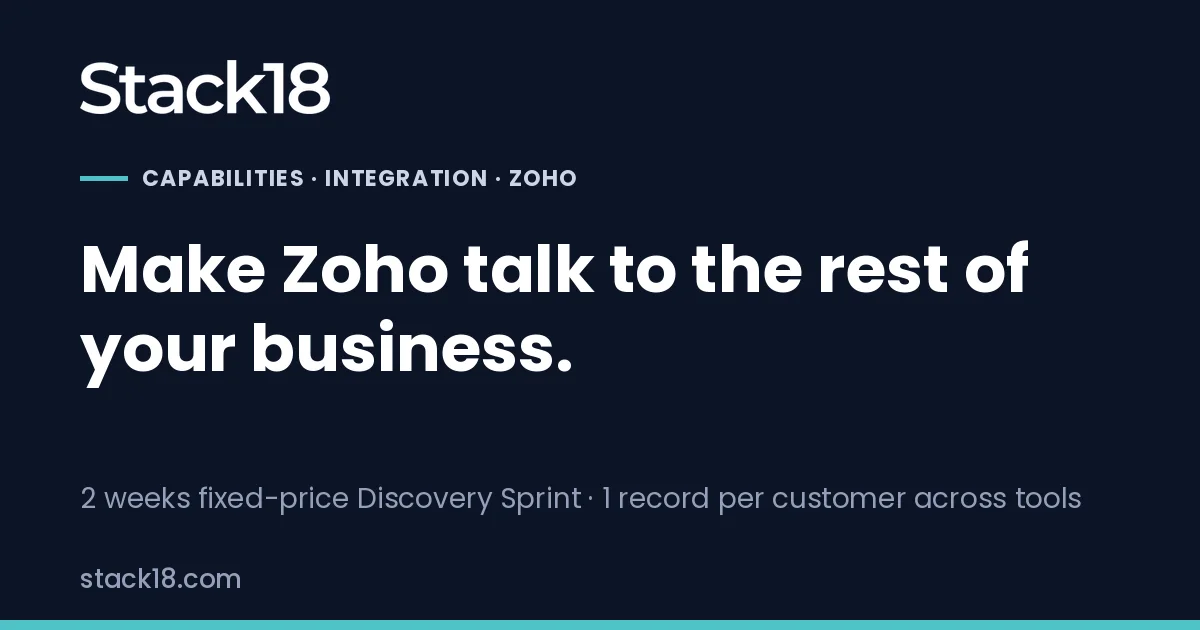 Stack18
CAPABILITIES · INTEGRATION · ZOHO
Make Zoho talk to the rest of
your business.
2 weeks fixed-price Discovery Sprint · 1 record per customer across tools
stack18.com